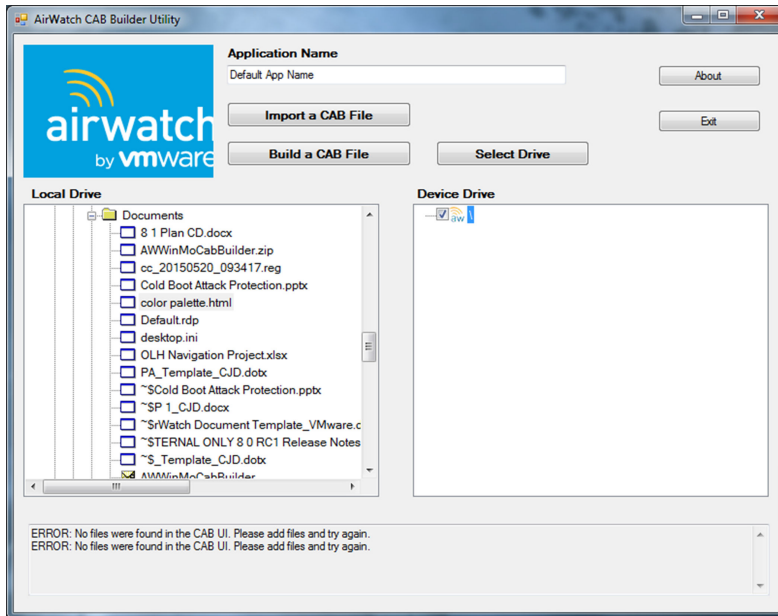 AirWatch CAB Builder Utility
Application Name
Default App Name
About
airwatch
by vmware
Import a CAB File
Exit
Build a CAB File
Select Drive
Local Drive
Device Drive
Documents
8 1 Plan CD.docx
AWWinMoCabBuilder.zip
cc_20150520_093417.reg
Cold Boot Attack Protection.pptx
color palette.html
Default.rdp
desktop.ini
OLH Navigation Project.xlsx
PA_Template_CJD.dotx
~$Cold Boot Attack Protection.pptx
~$P 1_CJD.docx
~$rWatch Document Template_VMware.c
~$TERNAL ONLY 8 0 RC1 Release Notes
~$_Template_CJD.dotx
AWWinMoCabBuilder
aw \
ERROR: No files were found in the CAB UI. Please add files and try again.
ERROR: No files were found in the CAB UI. Please add files and try again.